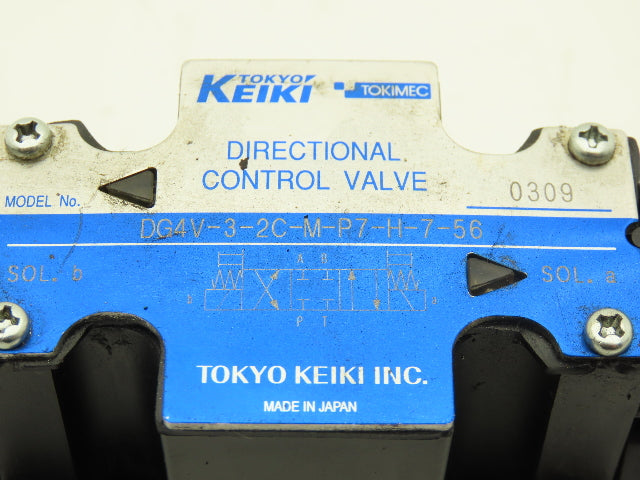 TOKYO
KEIKI TOKIMEC
DIRECTIONAL
CONTROL VALVE
MODEL No. 0309
DG4V-3-2C-M-P7-H-7-56
SOL. b SOL. a
A B
b a
P T
TOKYO KEIKI INC.
MADE IN JAPAN